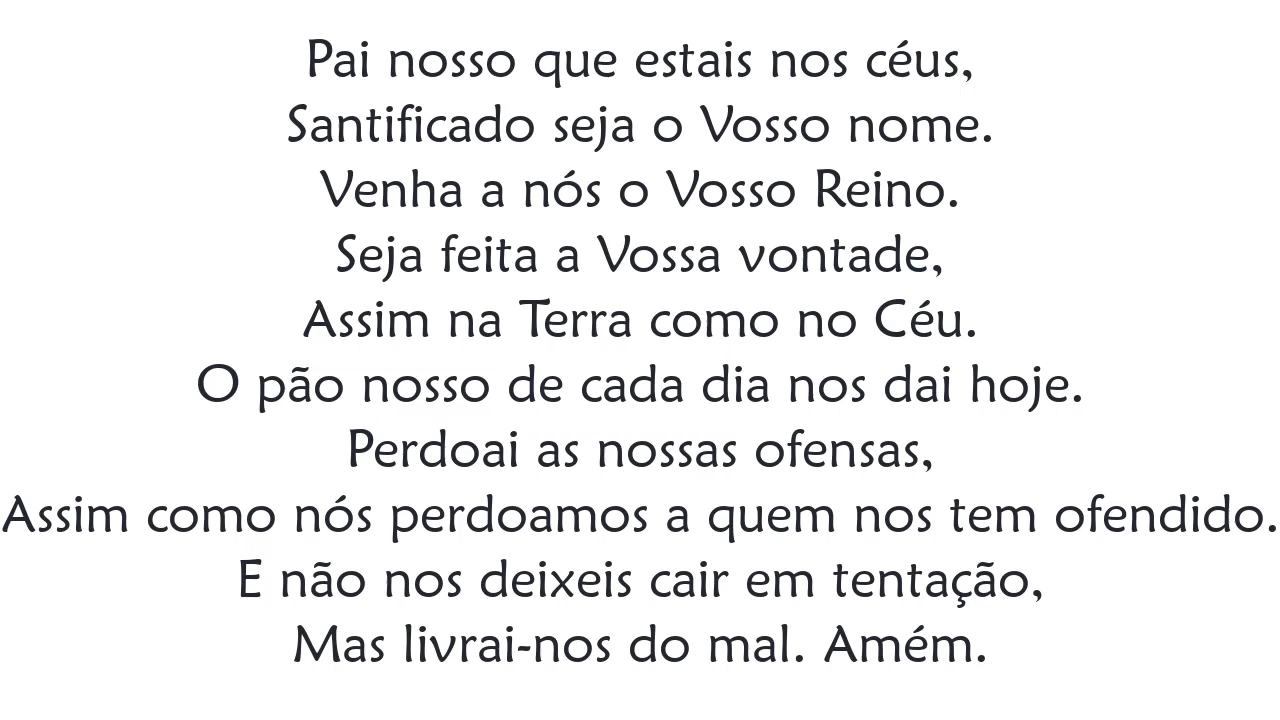 Pai nosso que estais nos céus,
Santificado seja o Vosso nome.
Venha a nós o Vosso Reino.
Seja feita a Vossa vontade,
Assim na Terra como no Céu.
O pão nosso de cada dia nos dai hoje.
Perdoai as nossas ofensas,
Assim como nós perdoamos a quem nos tem ofendido.
E não nos deixeis cair em tentação,
Mas livrai-nos do mal. Amém.